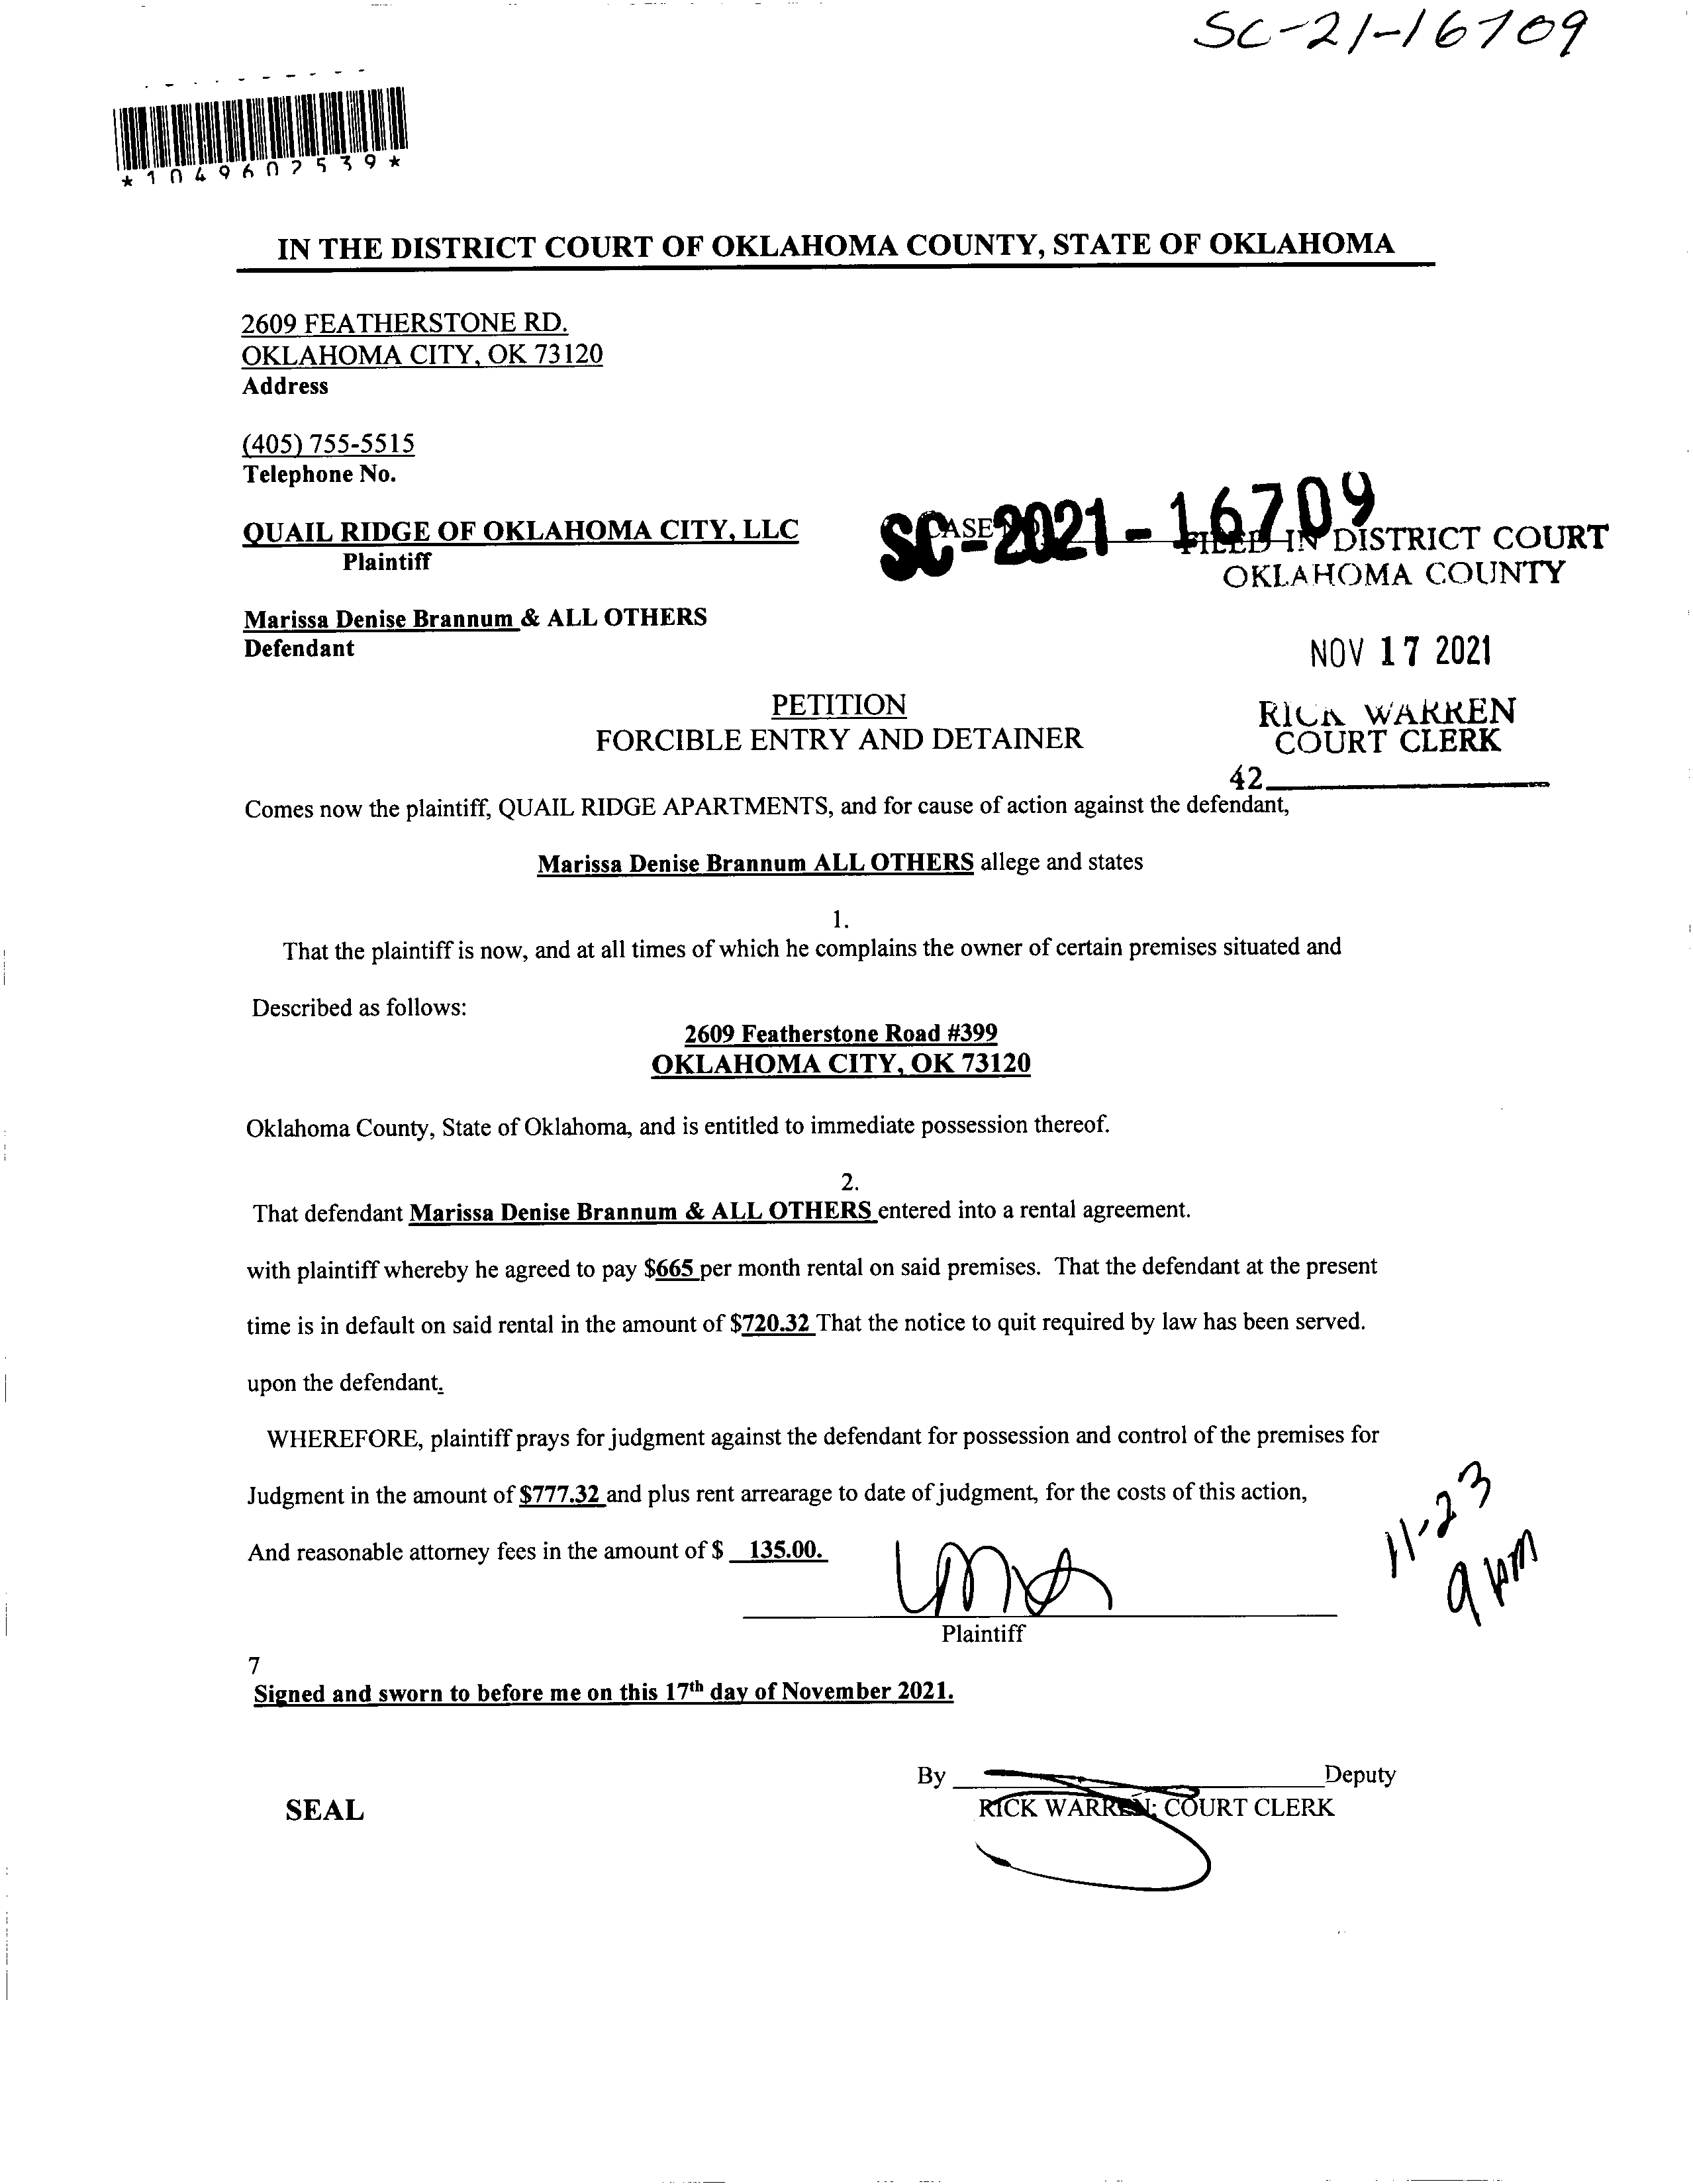 SC-21-16709
*1049602539*
IN THE DISTRICT COURT OF OKLAHOMA COUNTY, STATE OF OKLAHOMA
2609 FEATHERSTONE RD.
OKLAHOMA CITY, OK 73120
Address
(405) 755-5515
Telephone No.
QUAIL RIDGE OF OKLAHOMA CITY, LLC
Plaintiff
SC-2021-16709
FILED IN DISTRICT COURT
OKLAHOMA COUNTY
Marissa Denise Brannum & ALL OTHERS
Defendant
NOV 17 2021
PETITION
FORCIBLE ENTRY AND DETAINER
RICK WARREN
COURT CLERK
42
Comes now the plaintiff, QUAIL RIDGE APARTMENTS, and for cause of action against the defendant,
Marissa Denise Brannum ALL OTHERS allege and states
1.
That the plaintiff is now, and at all times of which he complains the owner of certain premises situated and
Described as follows:
2609 Featherstone Road #399
OKLAHOMA CITY, OK 73120
Oklahoma County, State of Oklahoma, and is entitled to immediate possession thereof.
2.
That defendant Marissa Denise Brannum & ALL OTHERS entered into a rental agreement.
with plaintiff whereby he agreed to pay $665 per month rental on said premises. That the defendant at the present
time is in default on said rental in the amount of $720.32 That the notice to quit required by law has been served.
upon the defendant.
WHEREFORE, plaintiff prays for judgment against the defendant for possession and control of the premises for
Judgment in the amount of $777.32 and plus rent arrearage to date of judgment, for the costs of this action,
And reasonable attorney fees in the amount of $ 135.00.
11-23
9 AM
Plaintiff
7
Signed and sworn to before me on this 17th day of November 2021.
By Deputy
RICK WARREN, COURT CLERK
SEAL